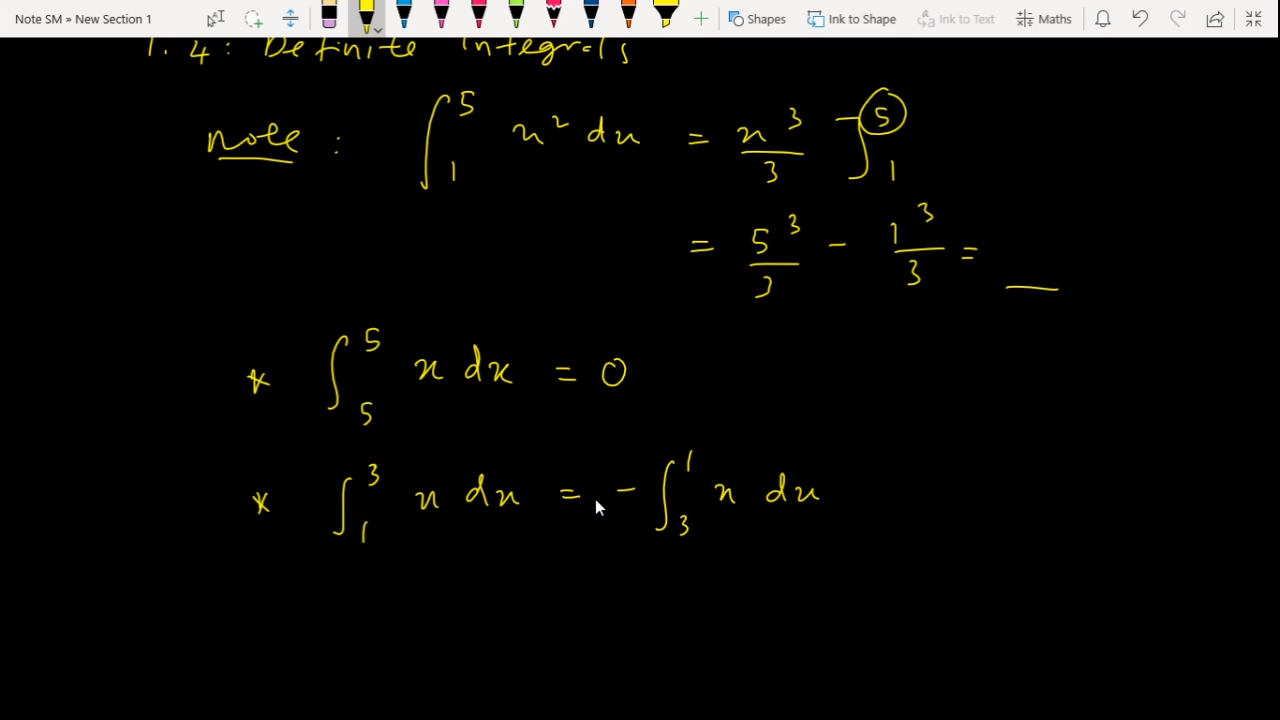 Note SM » New Section 1 Shapes Ink to Shape Ink to Text Maths
1.4: Definite Integrals
Note: ∫₁⁵ x² dx = x³/3 ]₁⁵
= 5³/3 - 1³/3 = __
* ∫₅⁵ x dx = 0
* ∫₁³ x dx = - ∫₃¹ x dx